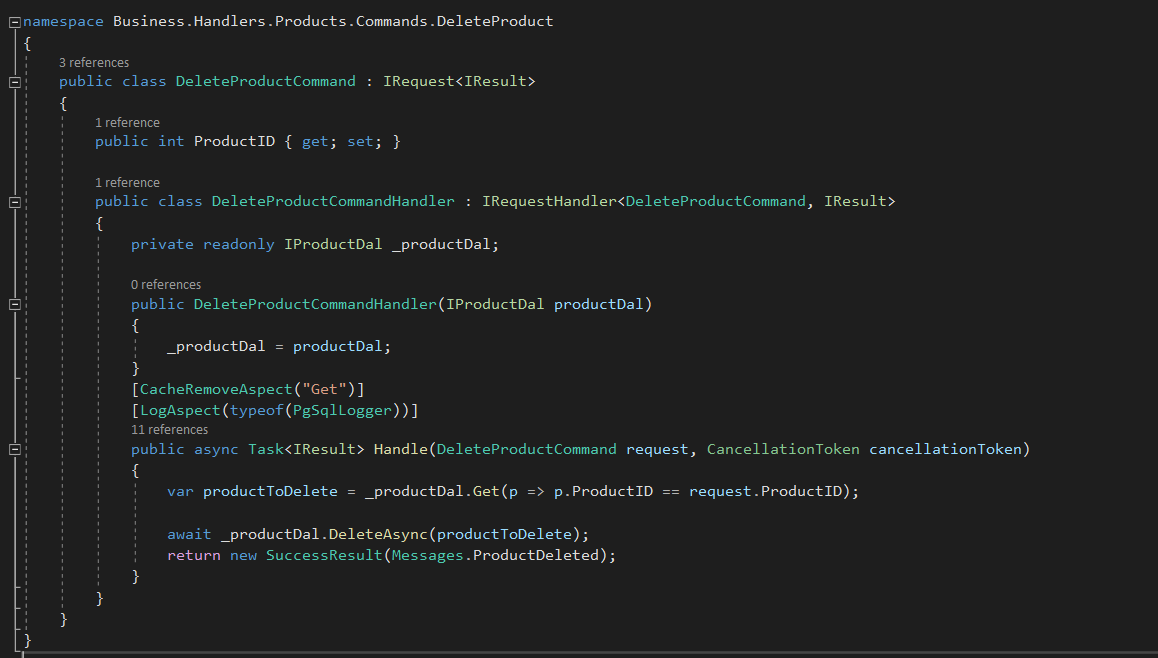 namespace Business.Handlers.Products.Commands.DeleteProduct
{
3 references
public class DeleteProductCommand : IRequest<IResult>
{
1 reference
public int ProductID { get; set; }
1 reference
public class DeleteProductCommandHandler : IRequestHandler<DeleteProductCommand, IResult>
{
private readonly IProductDal _productDal;
0 references
public DeleteProductCommandHandler(IProductDal productDal)
{
_productDal = productDal;
}
[CacheRemoveAspect("Get")]
[LogAspect(typeof(PgSqlLogger))]
11 references
public async Task<IResult> Handle(DeleteProductCommand request, CancellationToken cancellationToken)
{
var productToDelete = _productDal.Get(p => p.ProductID == request.ProductID);
await _productDal.DeleteAsync(productToDelete);
return new SuccessResult(Messages.ProductDeleted);
}
}
}
}